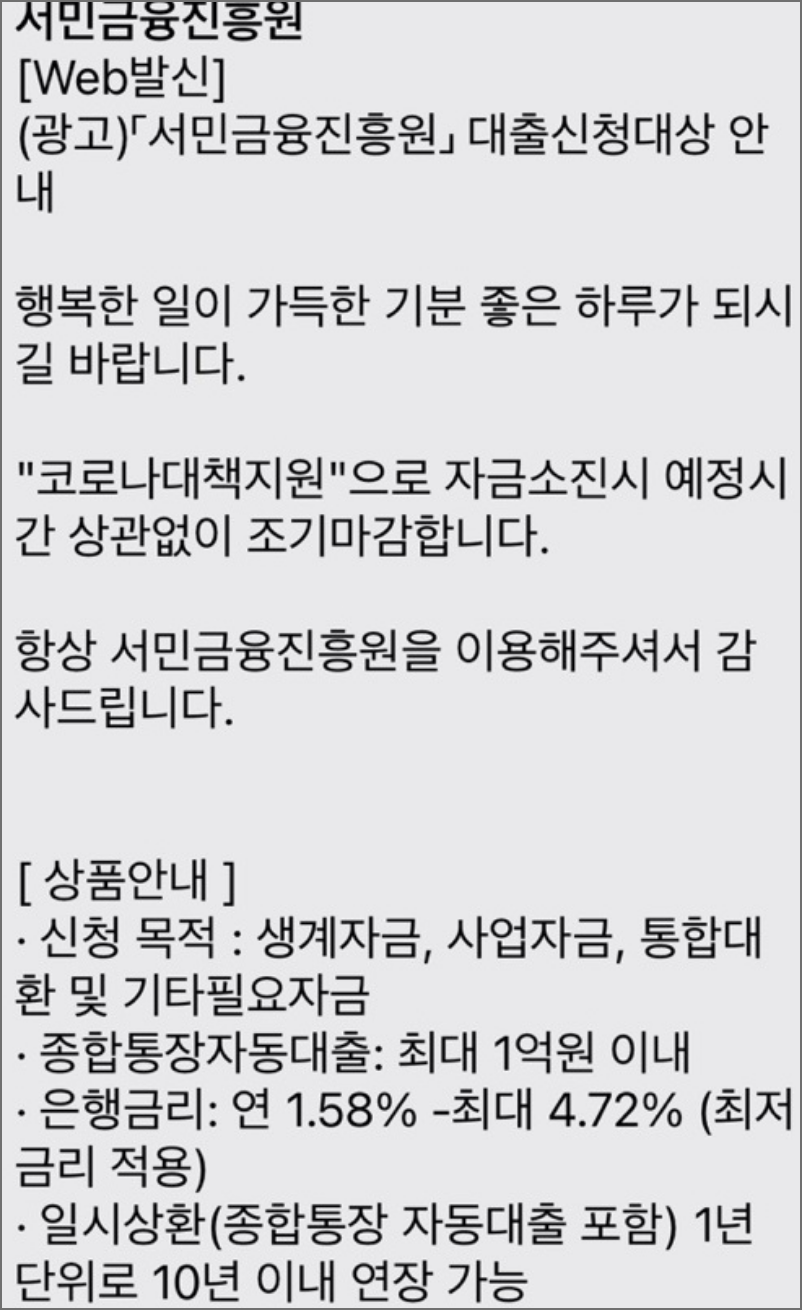 서민금융진흥원
[Web발신]
(광고)「서민금융진흥원」 대출신청대상 안
내
행복한 일이 가득한 기분 좋은 하루가 되시
길 바랍니다.
"코로나대책지원"으로 자금소진시 예정시
간 상관없이 조기마감합니다.
항상 서민금융진흥원을 이용해주셔서 감
사드립니다.
[ 상품안내 ]
· 신청 목적 : 생계자금, 사업자금, 통합대
환 및 기타필요자금
· 종합통장자동대출: 최대 1억원 이내
· 은행금리: 연 1.58% -최대 4.72% (최저
금리 적용)
· 일시상환(종합통장 자동대출 포함) 1년
단위로 10년 이내 연장 가능